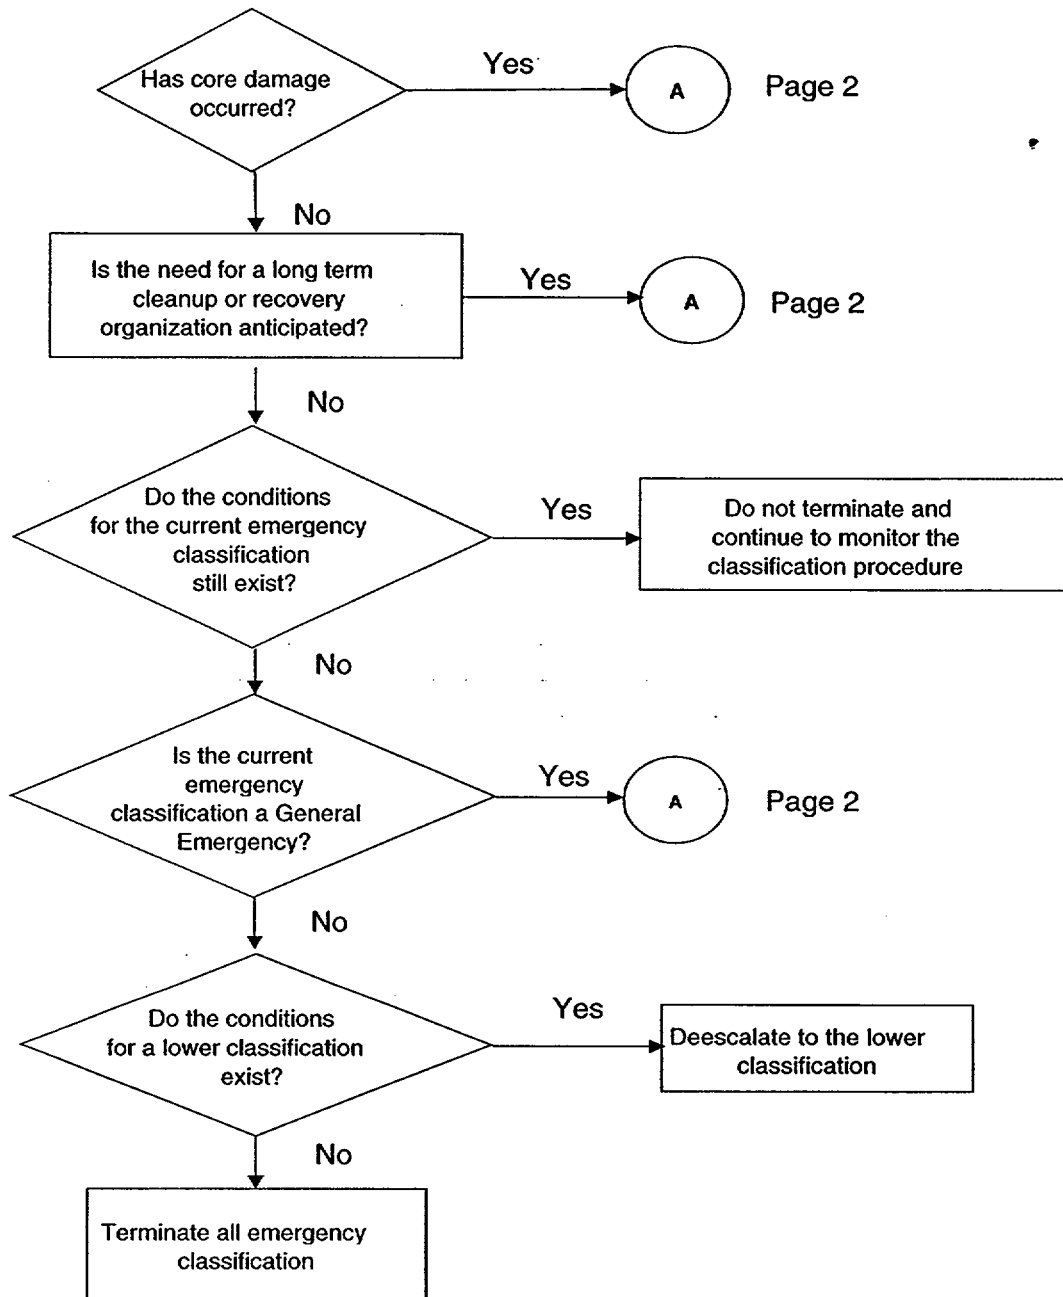 Has core damage
occurred?
Yes
A
Page 2
No
Is the need for a long term
cleanup or recovery
organization anticipated?
Yes
A
Page 2
No
Do the conditions
for the current emergency
classification
still exist?
Yes
Do not terminate and
continue to monitor the
classification procedure
No
Is the current
emergency
classification a General
Emergency?
Yes
A
Page 2
No
Do the conditions
for a lower classification
exist?
Yes
Deescalate to the lower
classification
No
Terminate all emergency
classification